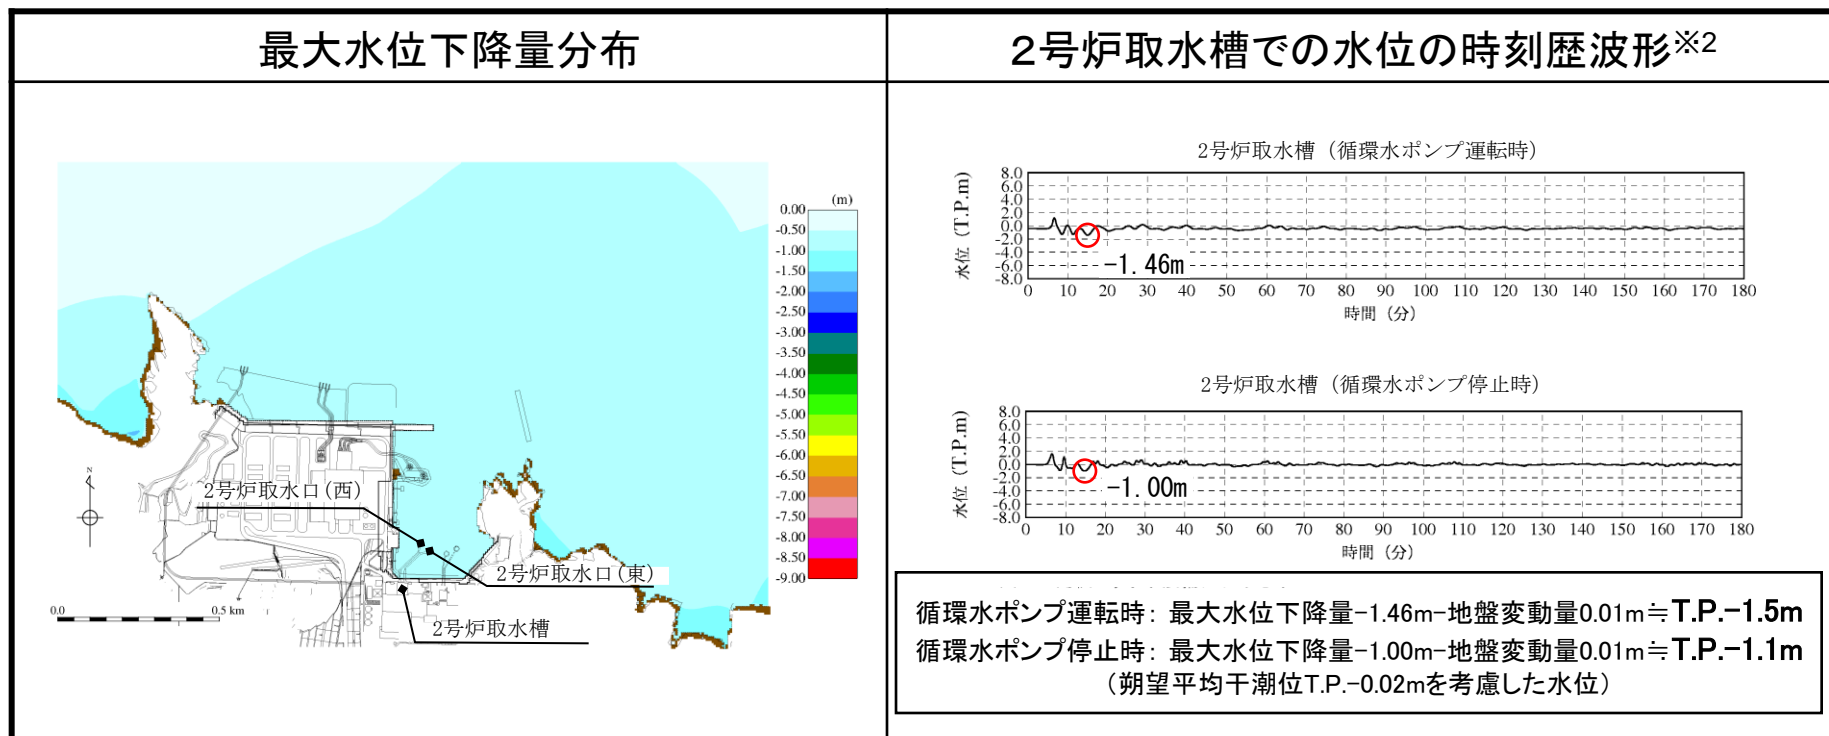 最大水位下降量分布
2号炉取水槽での水位の時刻歴波形※2
(m)
0.00
-0.50
-1.00
-1.50
-2.00
-2.50
-3.00
-3.50
-4.00
-4.50
-5.00
-5.50
-6.00
-6.50
-7.00
-7.50
-8.00
-8.50
-9.00
N
2号炉取水口(西)
2号炉取水口(東)
2号炉取水槽
0.0 0.5 km
2号炉取水槽（循環水ポンプ運転時）
水位（T.P.m）
8.0
6.0
4.0
2.0
0.0
-2.0
-4.0
-6.0
-8.0
-1.46m
0 10 20 30 40 50 60 70 80 90 100 110 120 130 140 150 160 170 180
時間（分）
2号炉取水槽（循環水ポンプ停止時）
水位（T.P.m）
8.0
6.0
4.0
2.0
0.0
-2.0
-4.0
-6.0
-8.0
-1.00m
0 10 20 30 40 50 60 70 80 90 100 110 120 130 140 150 160 170 180
時間（分）
循環水ポンプ運転時：最大水位下降量-1.46m-地盤変動量0.01m≒T.P.-1.5m
循環水ポンプ停止時：最大水位下降量-1.00m-地盤変動量0.01m≒T.P.-1.1m
（朔望平均干潮位T.P.-0.02mを考慮した水位）